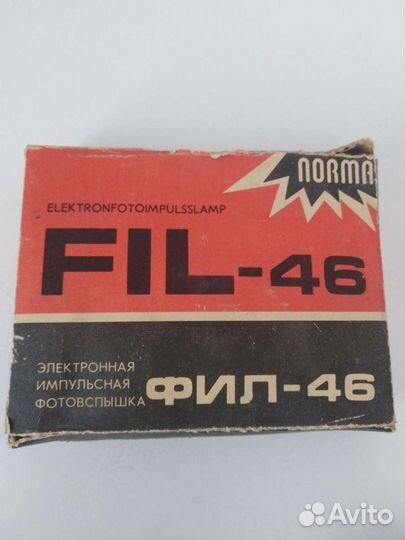 NORMA
ELEKTRONFOTOIMPULSSLAMP
FIL-46
ЭЛЕКТРОННАЯ
ИМПУЛЬСНАЯ
ФОТОВСПЫШКА
ФИЛ-46
Avito